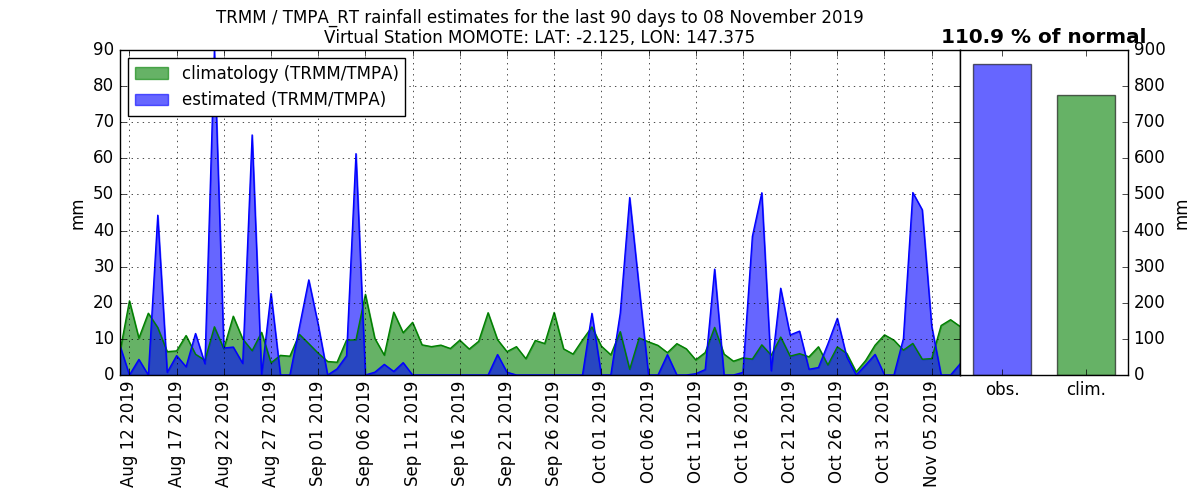 TRMM / TMPA_RT rainfall estimates for the last 90 days to 08 November 2019
Virtual Station MOMOTE: LAT: -2.125, LON: 147.375
110.9 % of normal
climatology (TRMM/TMPA)
estimated (TRMM/TMPA)
90
80
70
60
50
40
30
20
10
0
mm
Aug 12 2019
Aug 17 2019
Aug 22 2019
Aug 27 2019
Sep 01 2019
Sep 06 2019
Sep 11 2019
Sep 16 2019
Sep 21 2019
Sep 26 2019
Oct 01 2019
Oct 06 2019
Oct 11 2019
Oct 16 2019
Oct 21 2019
Oct 26 2019
Oct 31 2019
Nov 05 2019
obs.
clim.
900
800
700
600
500
400
300
200
100
0
mm